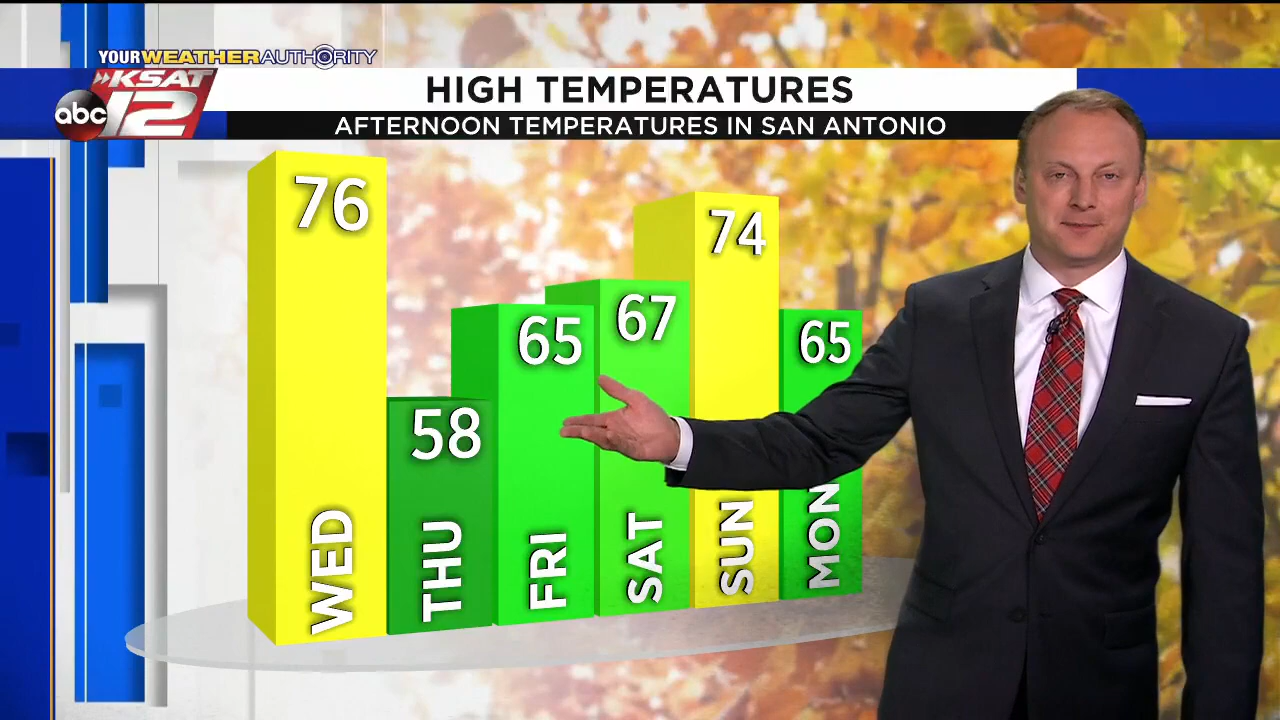 YOUR WEATHER AUTHORITY
KSAT
abc 12
HIGH TEMPERATURES
AFTERNOON TEMPERATURES IN SAN ANTONIO
76
58
65
67
74
65
WED
THU
FRI
SAT
SUN
MON